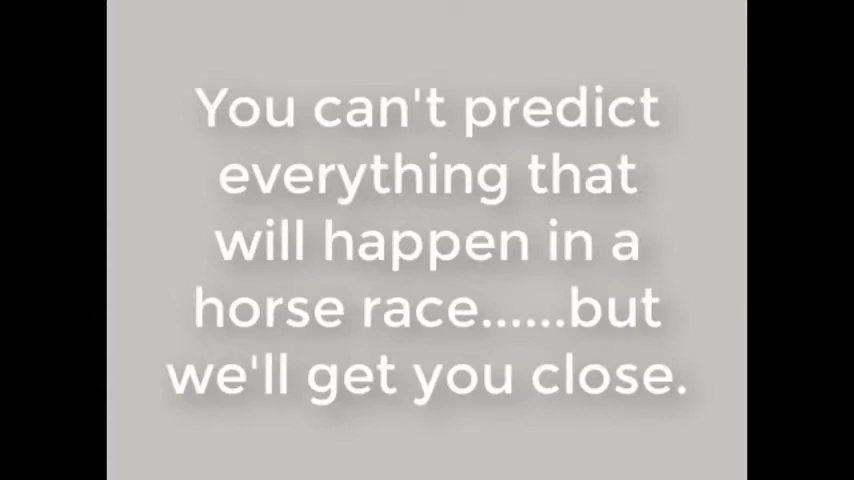 You can't predict
everything that
will happen in a
horse race......but
we'll get you close.